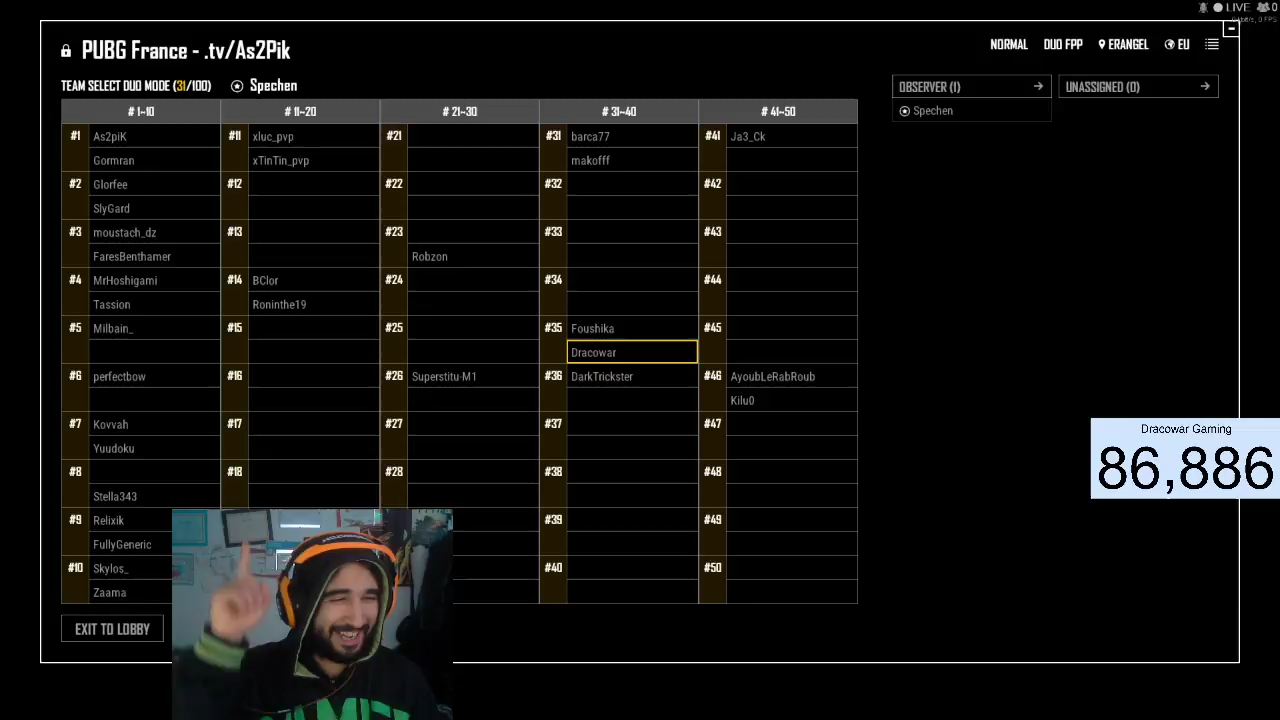 LIVE 0
PUBG France - .tv/As2Pik
NORMAL DUO FPP ERANGEL EU
TEAM SELECT DUO MODE (31/100) Spechen
OBSERVER (1) UNASSIGNED (0)
Spechen
# 1~10 # 11~20 # 21~30 # 31~40 # 41~50
#1 As2piK #11 xluc_pvp #21 #31 barca77 #41 Ja3_Ck
Gormran xTinTin_pvp makofff
#2 Glorfee #12 #22 #32 #42
SlyGard
#3 moustach_dz #13 #23 #33 #43
FaresBenthamer Robzon
#4 MrHoshigami #14 BClor #24 #34 #44
Tassion Roninthe19
#5 Milbain_ #15 #25 #35 Foushika #45
Dracowar
#6 perfectbow #16 #26 Superstitu-M1 #36 DarkTrickster #46 AyoubLeRabRoub
Kilu0
#7 Kovvah #17 #27 #37 #47
Yuudoku
#8 #18 #28 #38 #48
Stella343
#9 Relixik #39 #49
FullyGeneric
#10 Skylos_ #40 #50
Zaama
EXIT TO LOBBY
Dracowar Gaming
86,886